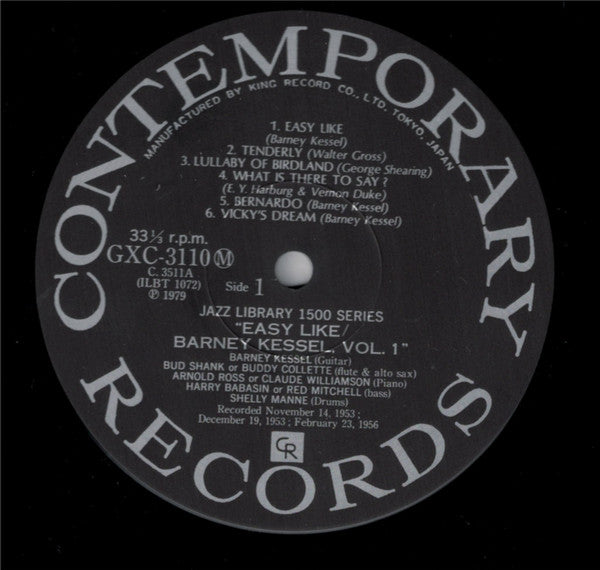 CONTEMPORARY
MANUFACTURED BY KING RECORD CO., LTD. TOKYO, JAPAN
1. EASY LIKE
(Barney Kessel)
2. TENDERLY (Walter Gross)
3. LULLABY OF BIRDLAND (George Shearing)
4. WHAT IS THERE TO SAY?
(E. Y. Harburg & Vernon Duke)
5. BERNARDO (Barney Kessel)
6. VICKY'S DREAM (Barney Kessel)
33⅓ r.p.m.
GXC-3110 Ⓜ
C. 3511A
(ILBT 1072)
℗ 1979
Side 1
JAZZ LIBRARY 1500 SERIES
"EASY LIKE/
BARNEY KESSEL, VOL. 1"
BARNEY KESSEL (Guitar)
BUD SHANK or BUDDY COLLETTE (flute & alto sax)
ARNOLD ROSS or CLAUDE WILLIAMSON (Piano)
HARRY BABASIN or RED MITCHELL (bass)
SHELLY MANNE (Drums)
Recorded November 14, 1953 ;
December 19, 1953 ; February 23, 1956
CR
RECORDS